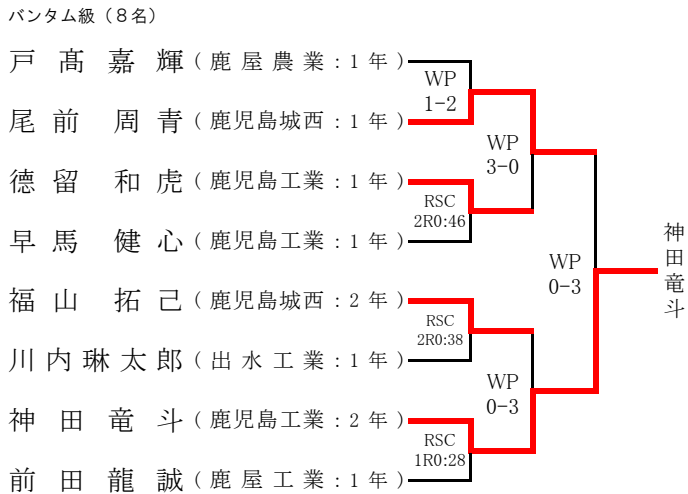 バンタム級（８名）
戸髙嘉輝（鹿屋農業：1年）
尾前周青（鹿児島城西：1年）
德留和虎（鹿児島工業：1年）
早馬健心（鹿児島工業：1年）
福山拓己（鹿児島城西：2年）
川内琳太郎（出水工業：1年）
神田竜斗（鹿児島工業：2年）
前田龍誠（鹿屋工業：1年）
WP
1-2
RSC
2R0:46
RSC
2R0:38
RSC
1R0:28
WP
3-0
WP
0-3
WP
0-3
神田竜斗